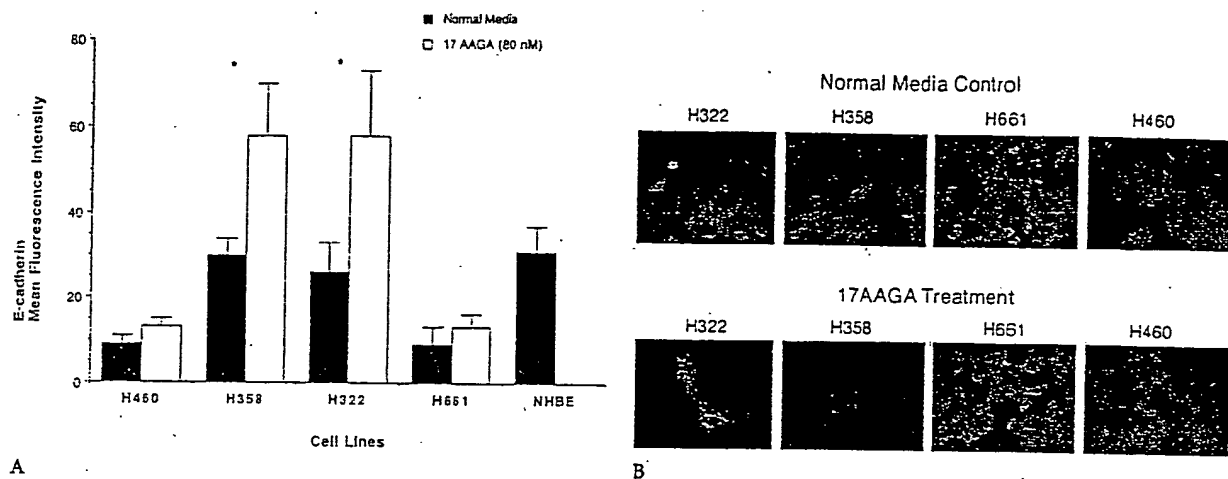 Normal Media
17 AAGA (80 nM)
E-cadherin
Mean Fluorescence Intensity
80
60
40
20
0
H460
H358
H322
H661
NHBE
Cell Lines
A
Normal Media Control
H322
H358
H661
H460
17AAGA Treatment
H322
H358
H661
H460
B